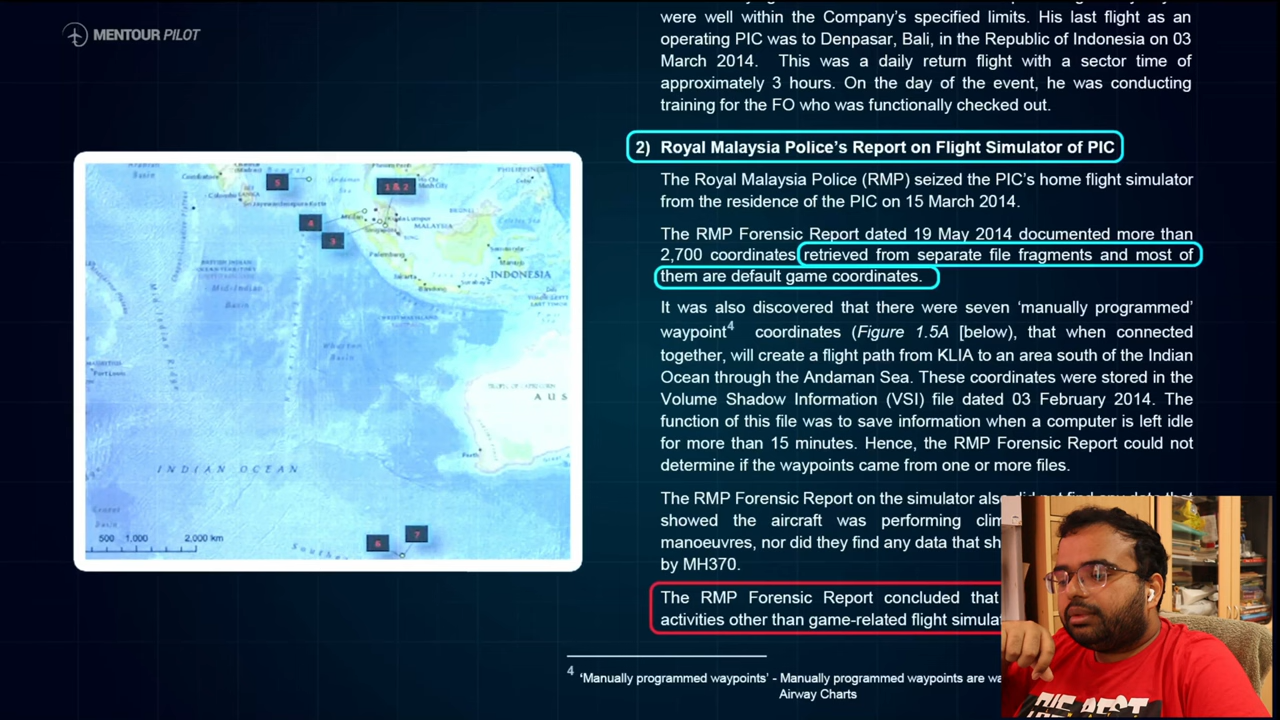 MENTOUR PILOT
were well within the Company's specified limits. His last flight as an
operating PIC was to Denpasar, Bali, in the Republic of Indonesia on 03
March 2014. This was a daily return flight with a sector time of
approximately 3 hours. On the day of the event, he was conducting
training for the FO who was functionally checked out.
2) Royal Malaysia Police's Report on Flight Simulator of PIC
The Royal Malaysia Police (RMP) seized the PIC's home flight simulator
from the residence of the PIC on 15 March 2014.
The RMP Forensic Report dated 19 May 2014 documented more than
2,700 coordinates retrieved from separate file fragments and most of
them are default game coordinates.
It was also discovered that there were seven 'manually programmed'
waypoint4 coordinates (Figure 1.5A [below), that when connected
together, will create a flight path from KLIA to an area south of the Indian
Ocean through the Andaman Sea. These coordinates were stored in the
Volume Shadow Information (VSI) file dated 03 February 2014. The
function of this file was to save information when a computer is left idle
for more than 15 minutes. Hence, the RMP Forensic Report could not
determine if the waypoints came from one or more files.
The RMP Forensic Report on the simulator also
showed the aircraft was performing
manoeuvres, nor did they find any data that
by MH370.
The RMP Forensic Report concluded that
activities other than game-related flight
4 'Manually programmed waypoints' - Manually programmed waypoints are
Airway Charts
5
1 & 2
4
3
MALAYSIA
INDONESIA
Mid-Indian
Basin
Wharton
Basin
AUS
Perth
INDIAN OCEAN
500 1,000 2,000 km
6
7